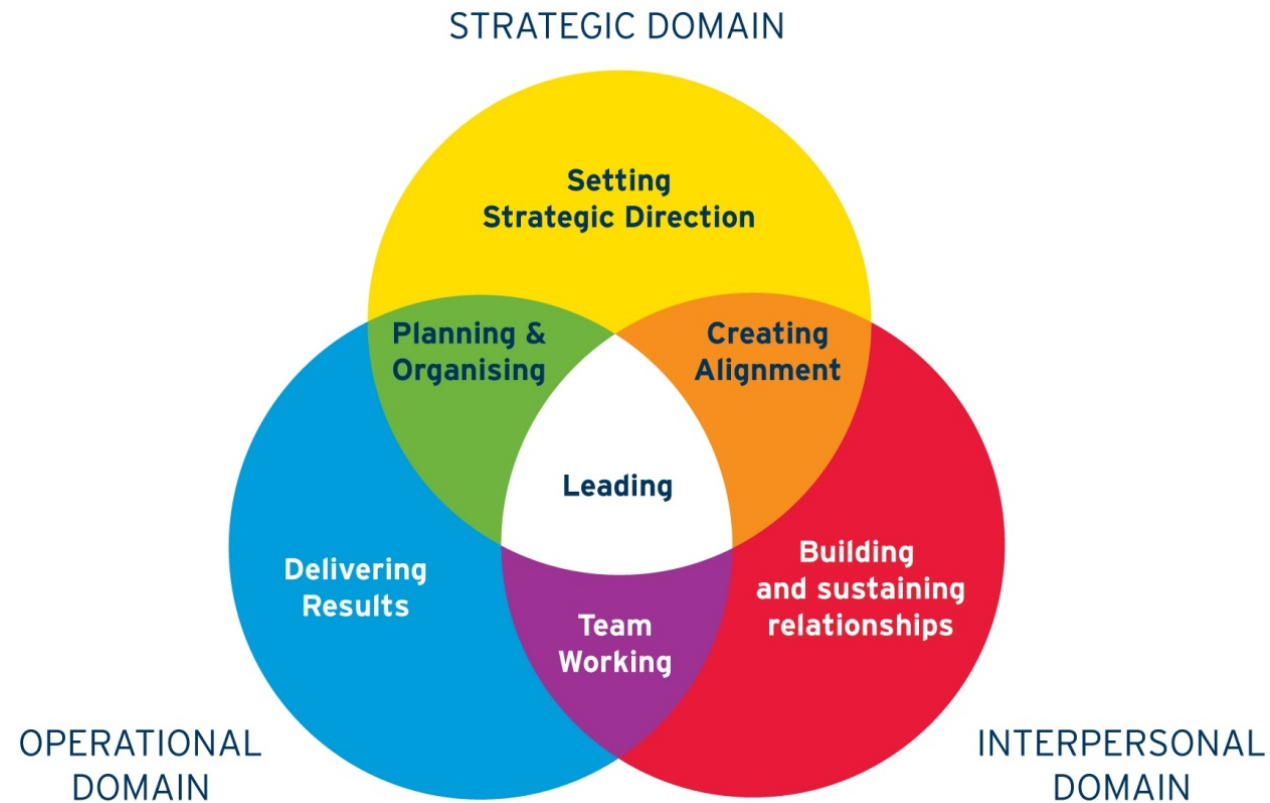 STRATEGIC DOMAIN
Setting
Strategic Direction
Planning &
Organising
Creating
Alignment
Leading
Delivering
Results
Building
and sustaining
relationships
Team
Working
OPERATIONAL
DOMAIN
INTERPERSONAL
DOMAIN